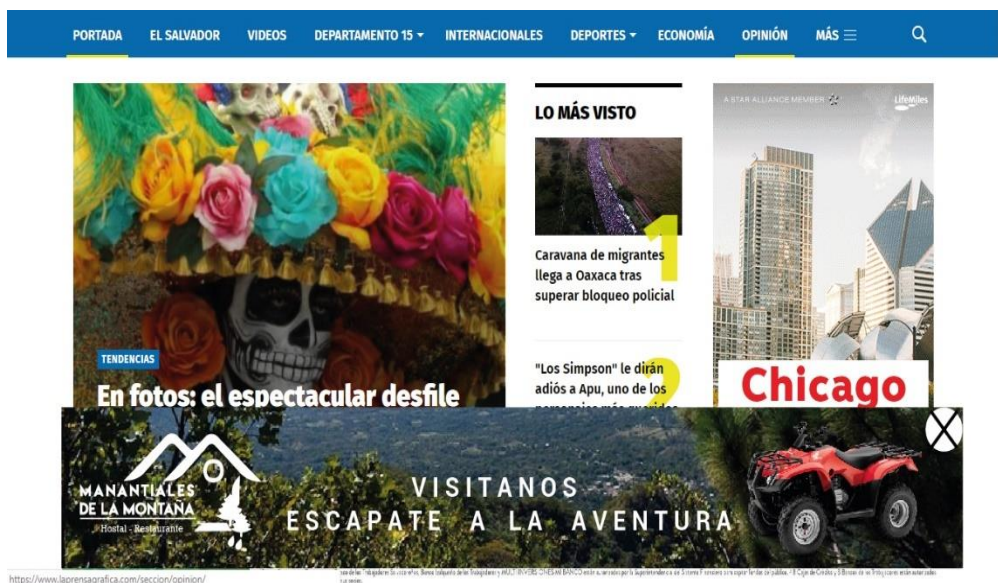 PORTADA EL SALVADOR VIDEOS DEPARTAMENTO 15 INTERNACIONALES DEPORTES ECONOMÍA OPINIÓN MÁS
TENDENCIAS
En fotos: el espectacular desfile
LO MÁS VISTO
1
Caravana de migrantes
llega a Oaxaca tras
superar bloqueo policial
2
"Los Simpson" le dirán
adiós a Apu, uno de los
personajes más queridos
A STAR ALLIANCE MEMBER
LifeMiles
Chicago
MANANTIALES
DE LA MONTAÑA
Hostal - Restaurante
VISITANOS
ESCAPATE A LA AVENTURA
X
https://www.laprensagrafica.com/seccion/opinion/